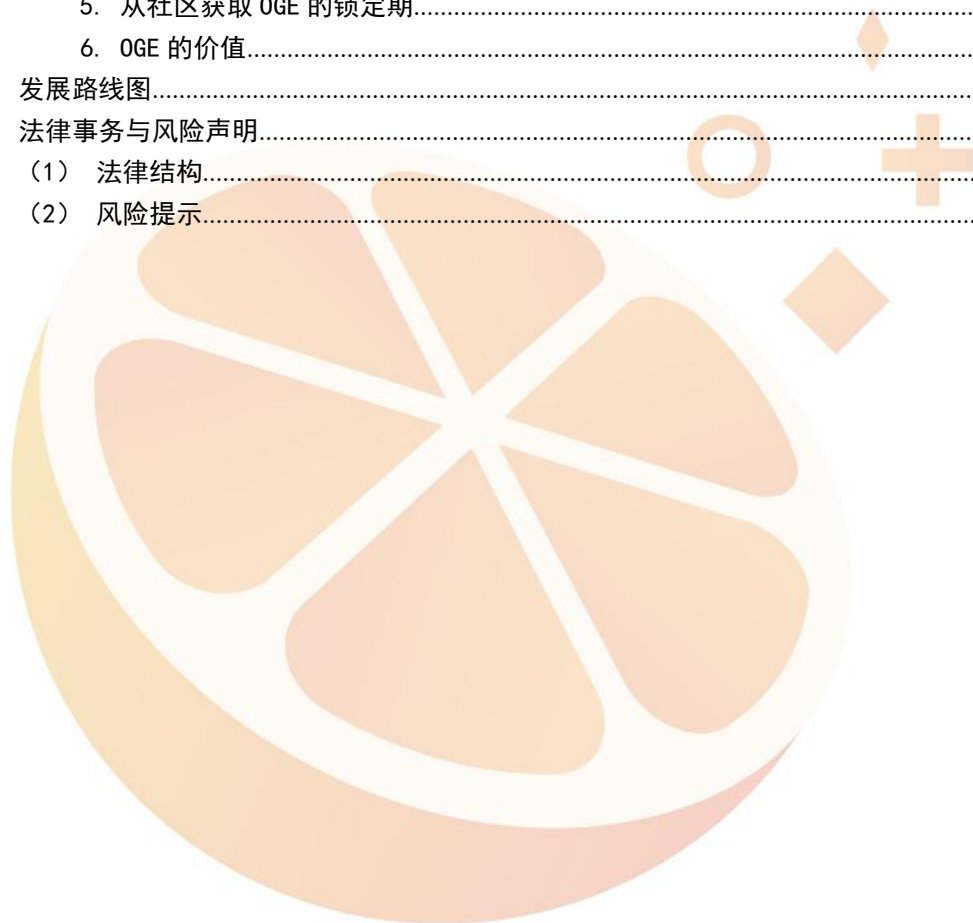 5. 从社区获取 OGE 的锁定期........................................................................
6. OGE 的价值........................................................................................
发展路线图................................................................................................
法律事务与风险声明..................................................................................
（1） 法律结构..........................................................................................
（2） 风险提示..........................................................................................